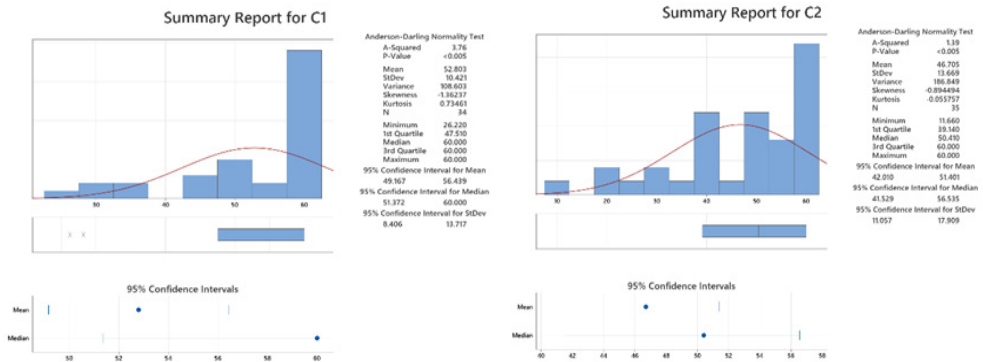 Summary Report for C1
Anderson-Darling Normality Test
A-Squared 3.76
P-Value <0.005
Mean 52.803
StDev 10.421
Variance 108.603
Skewness -1.36237
Kurtosis 0.73461
N 34
Minimum 26.220
1st Quartile 47.510
Median 60.000
3rd Quartile 60.000
Maximum 60.000
95% Confidence Interval for Mean
49.167 56.439
95% Confidence Interval for Median
51.372 60.000
95% Confidence Interval for StDev
8.406 13.717
30 40 50 60
95% Confidence Intervals
Mean
Median
50 52 54 56 58 60
Summary Report for C2
Anderson-Darling Normality Test
A-Squared 1.39
P-Value <0.005
Mean 46.705
StDev 13.669
Variance 186.849
Skewness -0.894494
Kurtosis -0.055757
N 35
Minimum 11.660
1st Quartile 39.140
Median 50.410
3rd Quartile 60.000
Maximum 60.000
95% Confidence Interval for Mean
42.010 51.401
95% Confidence Interval for Median
41.529 56.535
95% Confidence Interval for StDev
11.057 17.909
10 20 30 40 50 60
95% Confidence Intervals
Mean
Median
40 42 44 46 48 50 52 54 56 58